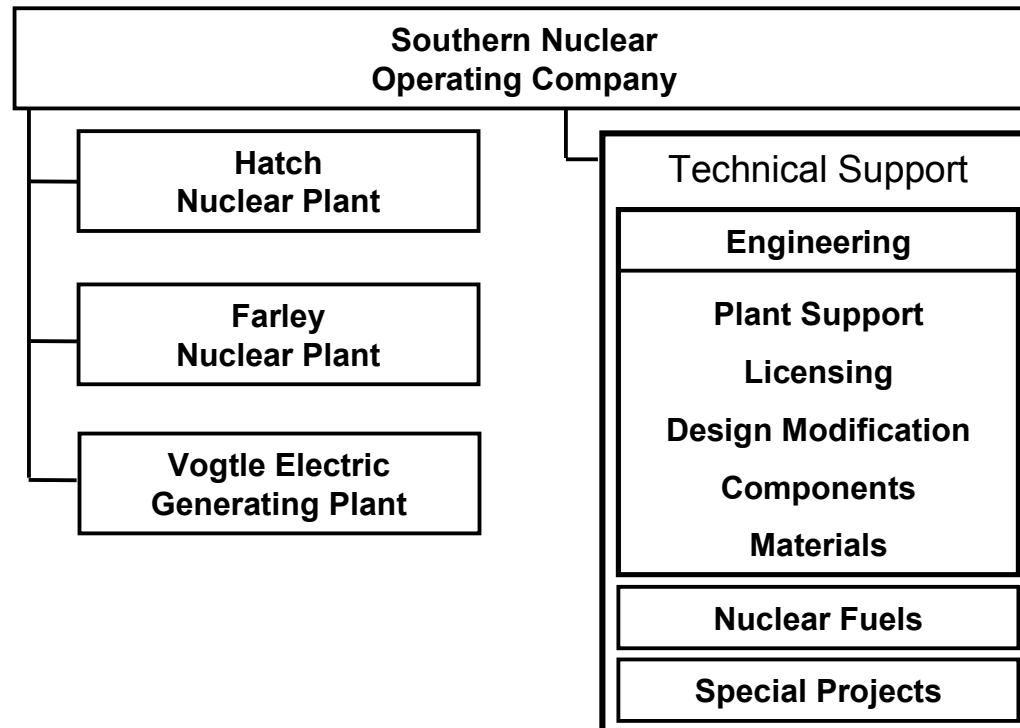 Southern Nuclear
Operating Company
Hatch
Nuclear Plant
Farley
Nuclear Plant
Vogtle Electric
Generating Plant
Technical Support
Engineering
Plant Support
Licensing
Design Modification
Components
Materials
Nuclear Fuels
Special Projects